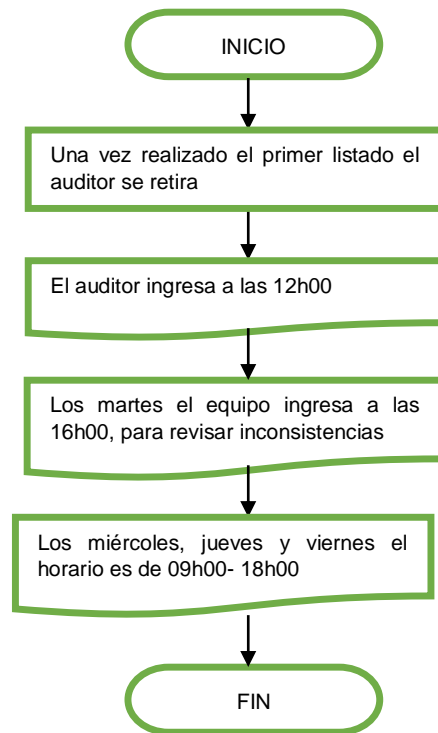 INICIO
Una vez realizado el primer listado el
auditor se retira
El auditor ingresa a las 12h00
Los martes el equipo ingresa a las
16h00, para revisar inconsistencias
Los miércoles, jueves y viernes el
horario es de 09h00- 18h00
FIN